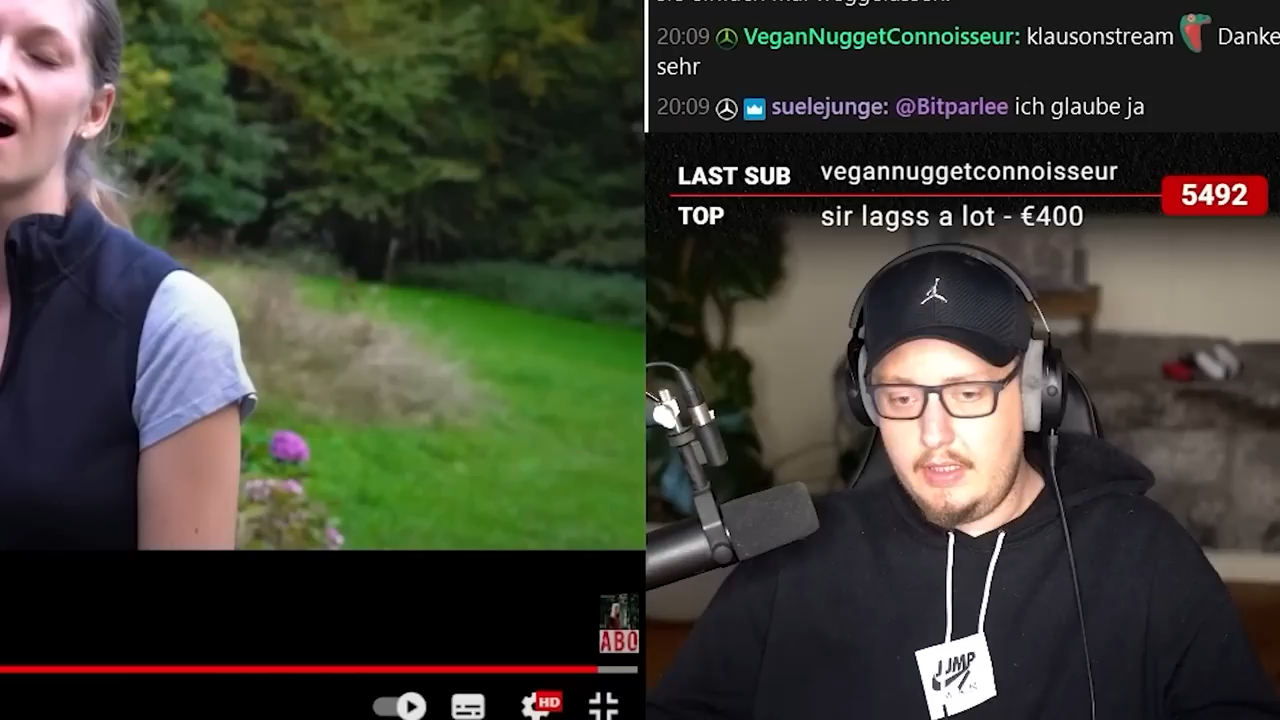 20:09 VeganNuggetConnoisseur: klausonstream Danke
sehr
20:09 suelejunge: @Bitparlee ich glaube ja
LAST SUB vegannuggetconnoisseur
5492
TOP sir lagss a lot - €400
ABO
HD
JUMP